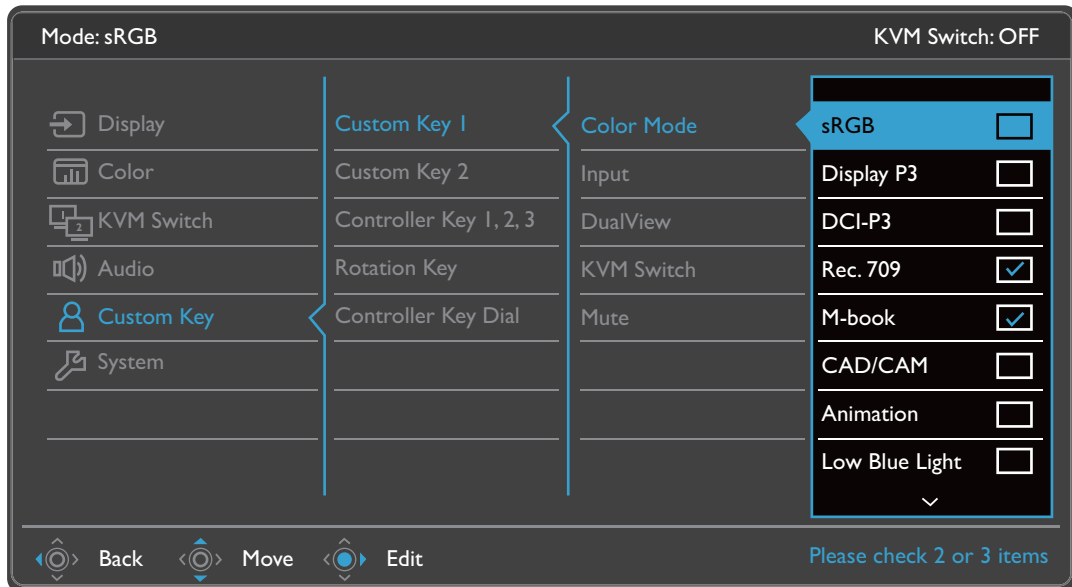 Mode: sRGB KVM Switch: OFF
Display Custom Key 1 Color Mode sRGB
Color Custom Key 2 Input Display P3
1 2 KVM Switch Controller Key 1, 2, 3 DualView DCI-P3
Audio Rotation Key KVM Switch Rec. 709
Custom Key Controller Key Dial Mute M-book
System CAD/CAM
Animation
Low Blue Light
Back Move Edit Please check 2 or 3 items